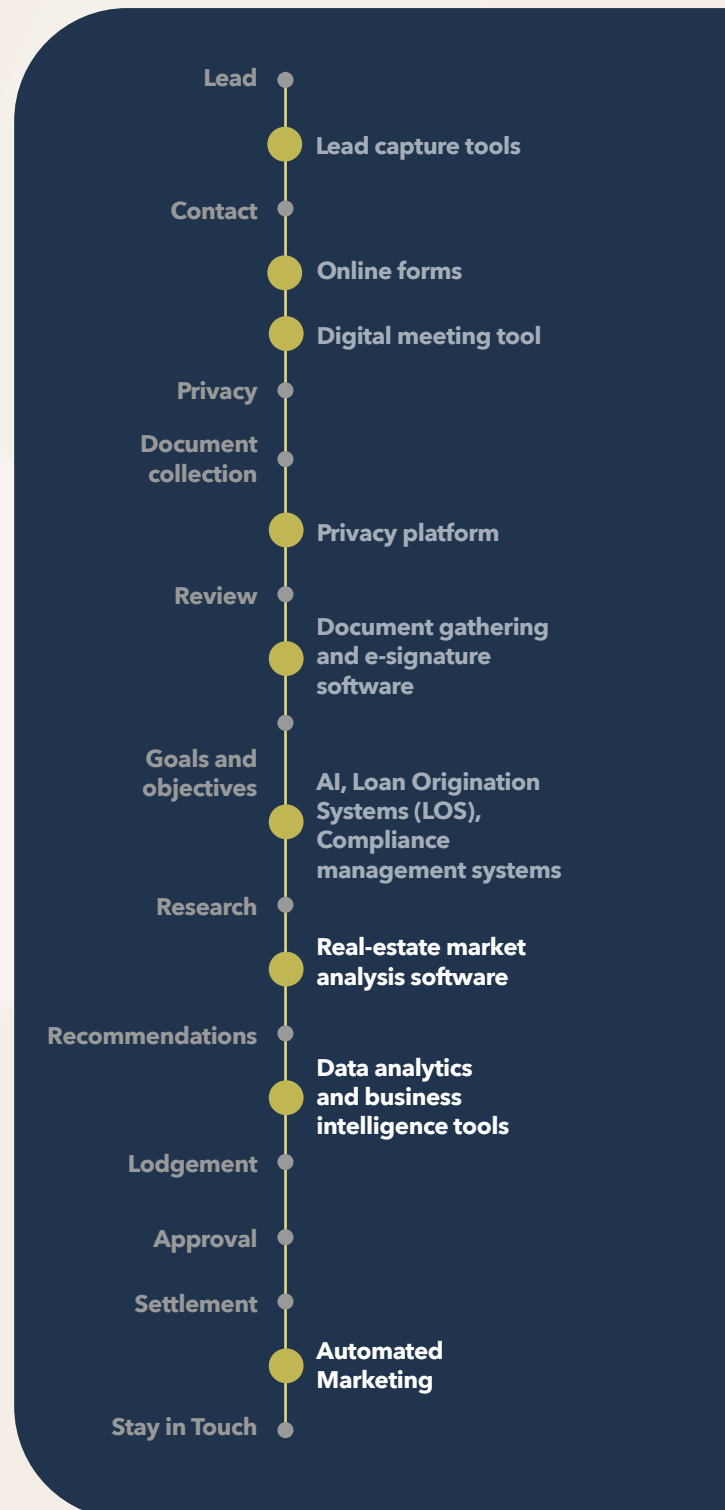 Lead
Lead capture tools
Contact
Online forms
Digital meeting tool
Privacy
Document
collection
Privacy platform
Review
Document gathering
and e-signature
software
Goals and
objectives
AI, Loan Origination
Systems (LOS),
Compliance
management systems
Research
Real-estate market
analysis software
Recommendations
Data analytics
and business
intelligence tools
Lodgement
Approval
Settlement
Automated
Marketing
Stay in Touch